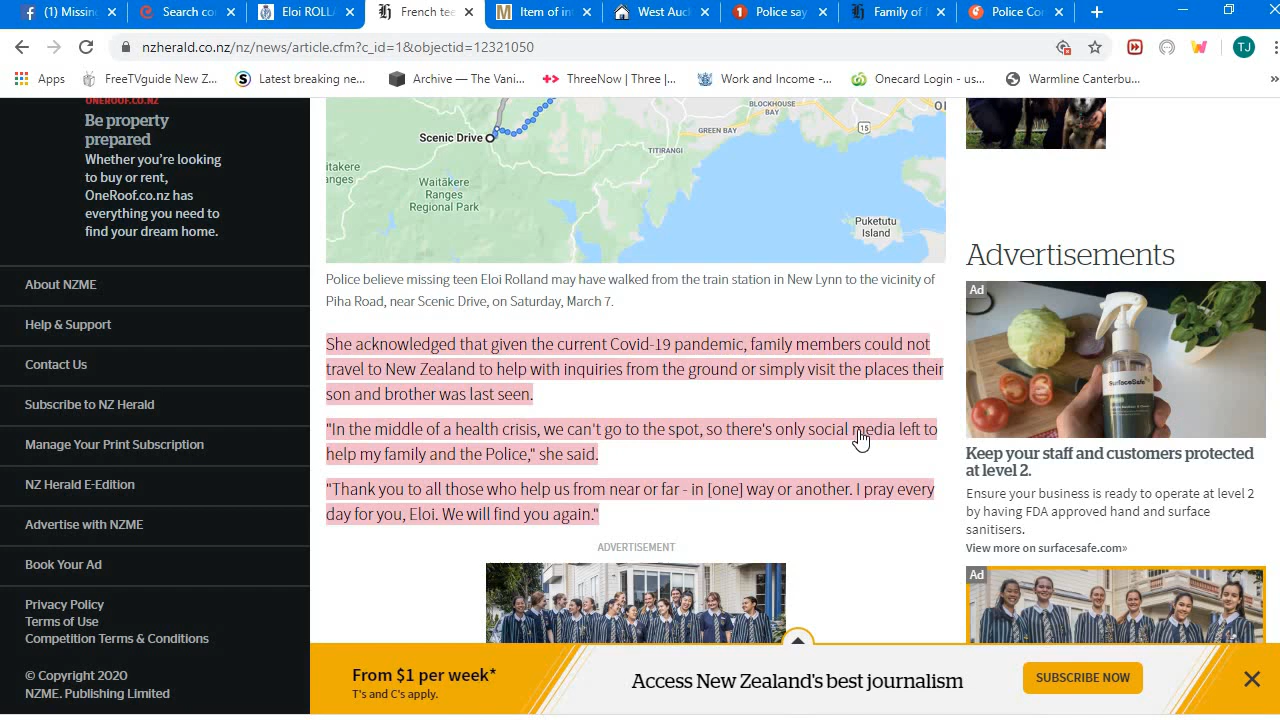 (1) Missin
Search co
Eloi ROLL
French te
Item of in
West Auc
Police say
Family of
Police Co
nzherald.co.nz/nz/news/article.cfm?c_id=1&objectid=12321050
TJ
Apps
FreeTVguide New Z...
Latest breaking ne...
Archive — The Vani...
ThreeNow | Three |...
Work and Income -...
Onecard Login - us...
Warmline Canterbu...
ONEROOF.CO.NZ
Be property
prepared
Whether you're looking
to buy or rent,
OneRoof.co.nz has
everything you need to
find your dream home.
About NZME
Help & Support
Contact Us
Subscribe to NZ Herald
Manage Your Print Subscription
NZ Herald E-Edition
Advertise with NZME
Book Your Ad
Privacy Policy
Terms of Use
Competition Terms & Conditions
© Copyright 2020
NZME. Publishing Limited
BLOCKHOUSE
BAY
15
GREEN BAY
Scenic Drive
TITIRANGI
itakere
anges
Waitākere
Ranges
Regional Park
Puketutu
Island
Police believe missing teen Eloi Rolland may have walked from the train station in New Lynn to the vicinity of
Piha Road, near Scenic Drive, on Saturday, March 7.
She acknowledged that given the current Covid-19 pandemic, family members could not
travel to New Zealand to help with inquiries from the ground or simply visit the places their
son and brother was last seen.
"In the middle of a health crisis, we can't go to the spot, so there's only social media left to
help my family and the Police," she said.
"Thank you to all those who help us from near or far - in [one] way or another. I pray every
day for you, Eloi. We will find you again."
ADVERTISEMENT
Advertisements
Ad
SurfaceSafe
Keep your staff and customers protected
at level 2.
Ensure your business is ready to operate at level 2
by having FDA approved hand and surface
sanitisers.
View more on surfacesafe.com»
Ad
From $1 per week*
T's and C's apply.
Access New Zealand's best journalism
SUBSCRIBE NOW